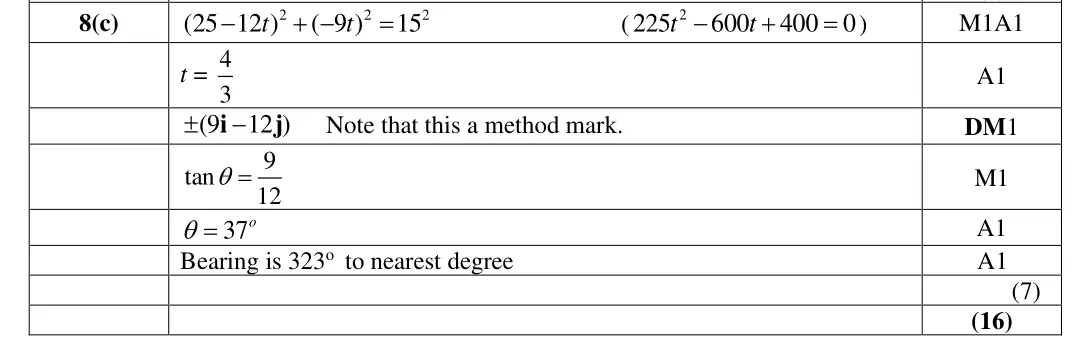 8(c) (25−12t)² + (−9t)² = 15² (225t² − 600t + 400 = 0) M1A1
t = 4/3 A1
±(9i −12j) Note that this a method mark. DM1
tan θ = 9/12 M1
θ = 37° A1
Bearing is 323° to nearest degree A1
(7)
(16)